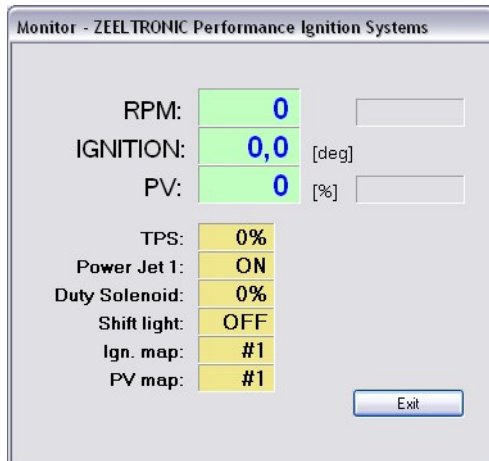 Monitor - ZEELTRONIC Performance Ignition Systems
RPM: 0
IGNITION: 0,0 [deg]
PV: 0 [%]
TPS: 0%
Power Jet 1: ON
Duty Solenoid: 0%
Shift light: OFF
Ign. map: #1
PV map: #1
Exit